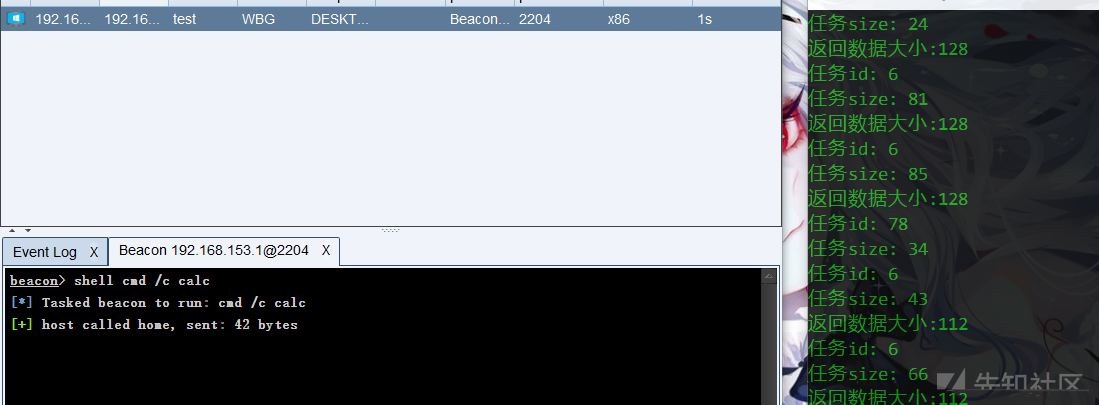 192.16... 192.16... test WBG DESKT... Beacon... 2204 x86 1s
Event Log X Beacon 192.168.153.1@2204 X
beacon> shell cmd /c calc
[*] Tasked beacon to run: cmd /c calc
[+] host called home, sent: 42 bytes
任务size: 24
返回数据大小:128
任务id: 6
任务size: 81
返回数据大小:128
任务id: 6
任务size: 85
返回数据大小:128
任务id: 78
任务size: 34
任务id: 6
任务size: 43
返回数据大小:112
任务id: 6
任务size: 66
返回数据大小:112
先知社区